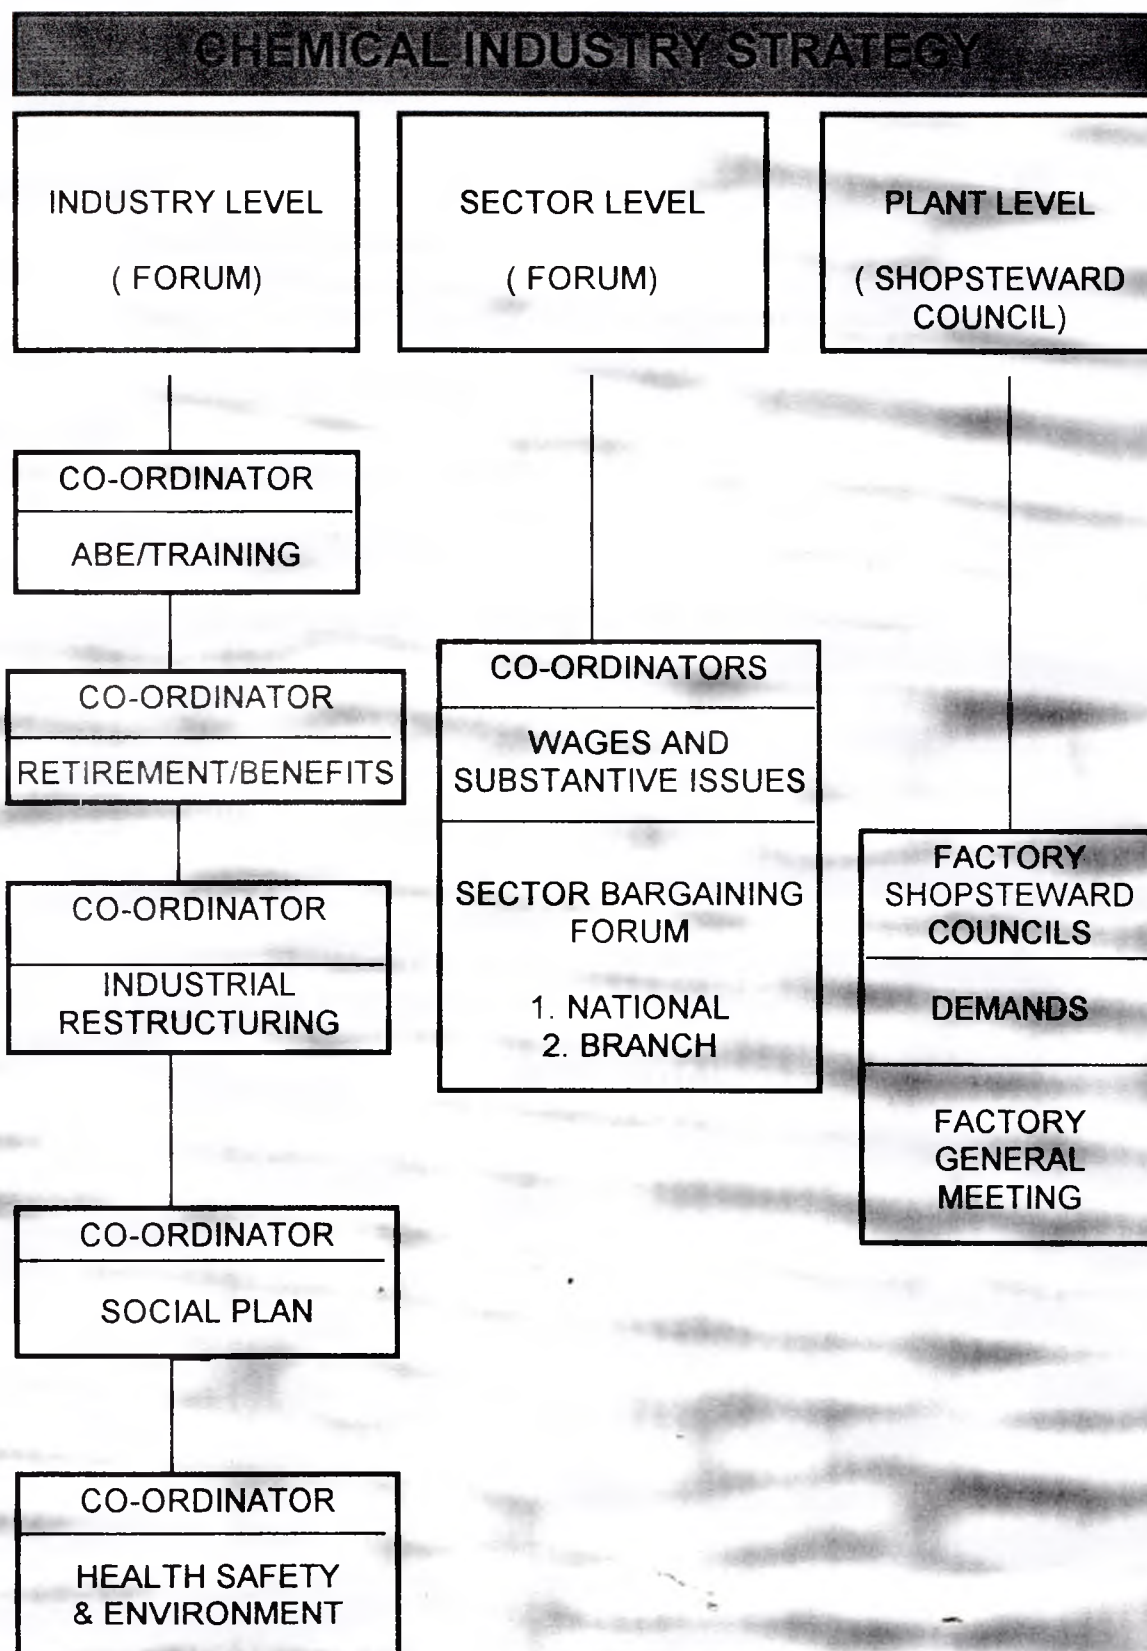 CHEMICAL INDUSTRY STRATEGY
INDUSTRY LEVEL
( FORUM)
SECTOR LEVEL
( FORUM)
PLANT LEVEL
( SHOPSTEWARD
COUNCIL)
CO-ORDINATOR
ABE/TRAINING
CO-ORDINATOR
RETIREMENT/BENEFITS
CO-ORDINATOR
INDUSTRIAL
RESTRUCTURING
CO-ORDINATOR
SOCIAL PLAN
CO-ORDINATOR
HEALTH SAFETY
& ENVIRONMENT
CO-ORDINATORS
WAGES AND
SUBSTANTIVE ISSUES
SECTOR BARGAINING
FORUM
1. NATIONAL
2. BRANCH
FACTORY
SHOPSTEWARD
COUNCILS
DEMANDS
FACTORY
GENERAL
MEETING